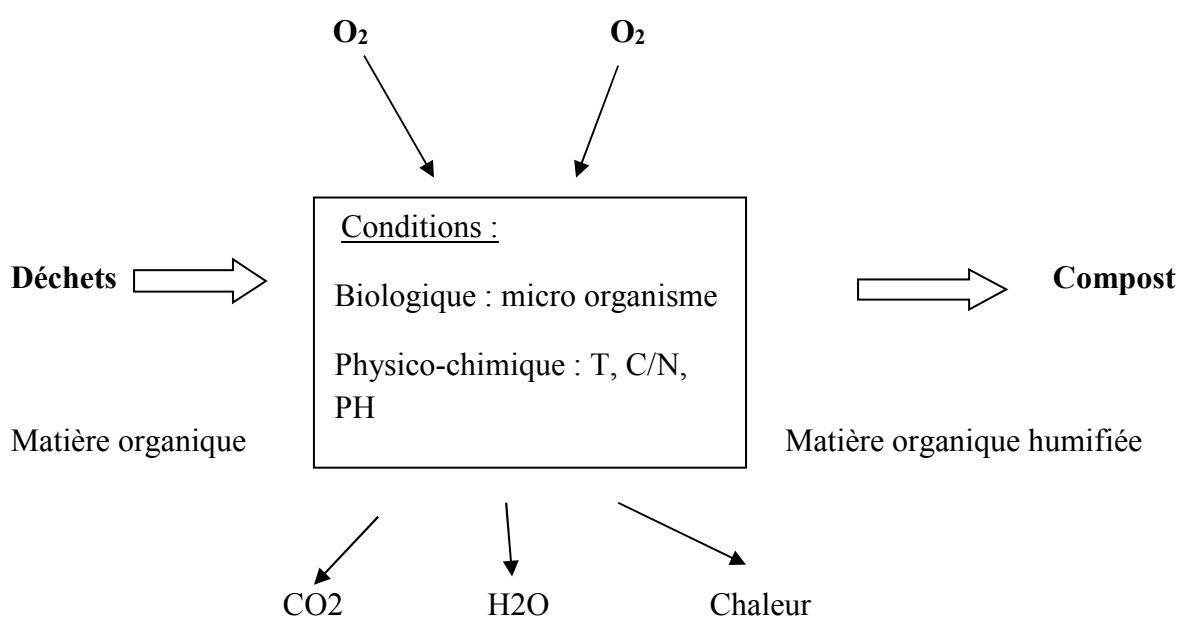 O₂ O₂
Conditions :
Déchets
Compost
Biologique : micro organisme
Physico-chimique : T, C/N,
PH
Matière organique
Matière organique humifiée
CO2 H2O Chaleur